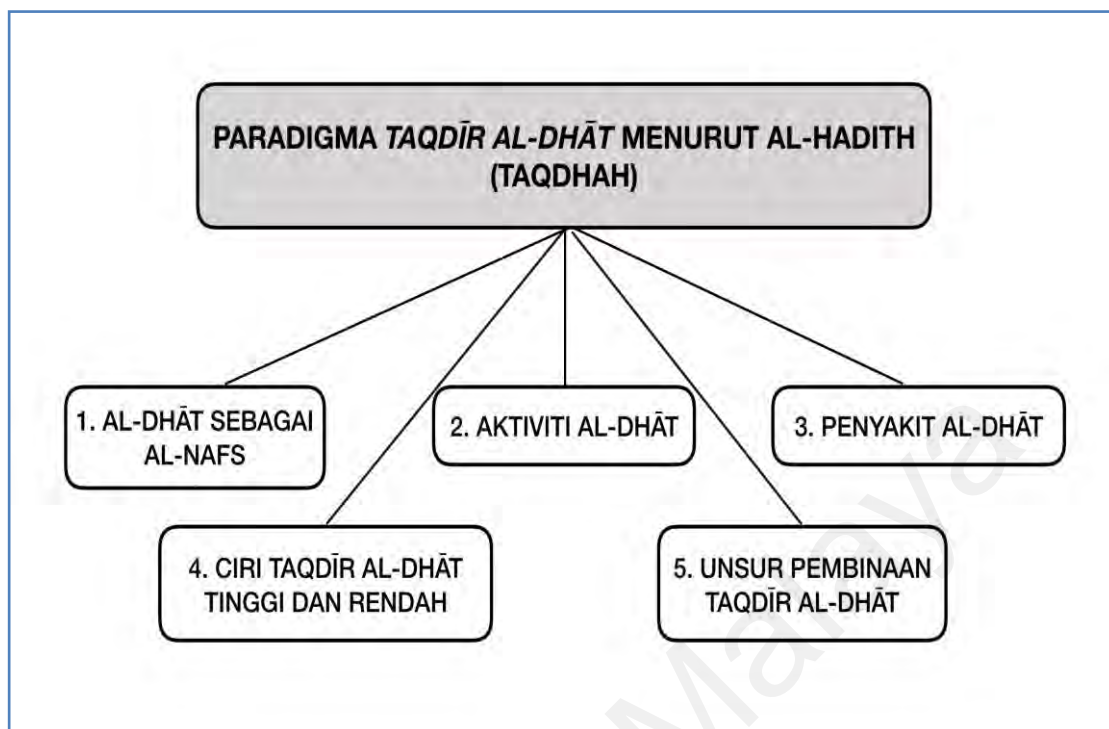 PARADIGMA TAQDĪR AL-DHĀT MENURUT AL-HADITH
(TAQDHAH)
1. AL-DHĀT SEBAGAI
AL-NAFS
2. AKTIVITI AL-DHĀT
3. PENYAKIT AL-DHĀT
4. CIRI TAQDĪR AL-DHĀT
TINGGI DAN RENDAH
5. UNSUR PEMBINAAN
TAQDĪR AL-DHĀT
Malaya